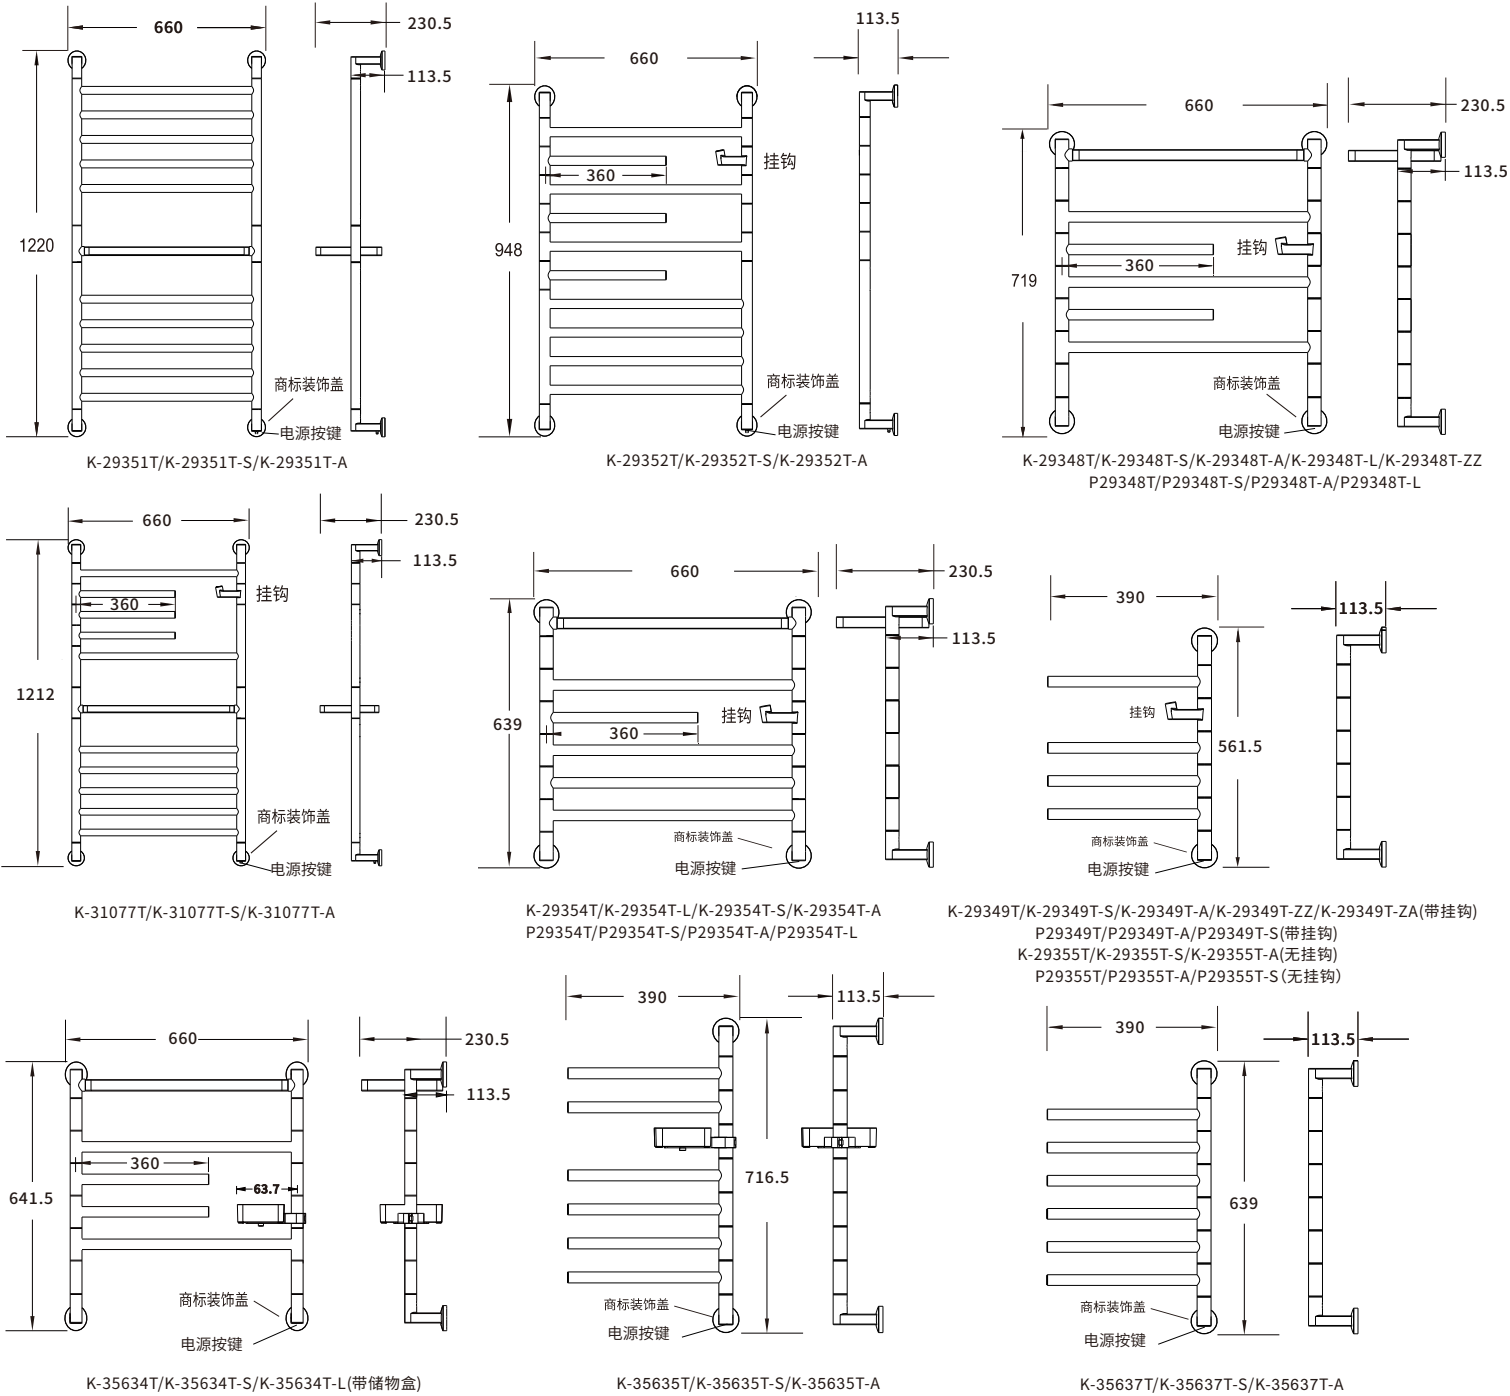 660
230.5
113.5
1220
商标装饰盖
电源按键
K-29351T/K-29351T-S/K-29351T-A
660
113.5
挂钩
360
948
商标装饰盖
电源按键
K-29352T/K-29352T-S/K-29352T-A
660
230.5
113.5
挂钩
360
719
商标装饰盖
电源按键
K-29348T/K-29348T-S/K-29348T-A/K-29348T-L/K-29348T-ZZ
P29348T/P29348T-S/P29348T-A/P29348T-L
660
230.5
113.5
挂钩
360
1212
商标装饰盖
电源按键
K-31077T/K-31077T-S/K-31077T-A
660
230.5
113.5
挂钩
639
360
商标装饰盖
电源按键
K-29354T/K-29354T-L/K-29354T-S/K-29354T-A
P29354T/P29354T-S/P29354T-A/P29354T-L
390
113.5
挂钩
561.5
商标装饰盖
电源按键
K-29349T/K-29349T-S/K-29349T-A/K-29349T-ZZ/K-29349T-ZA(带挂钩)
P29349T/P29349T-A/P29349T-S(带挂钩)
K-29355T/K-29355T-S/K-29355T-A(无挂钩)
P29355T/P29355T-A/P29355T-S(无挂钩）
660
230.5
113.5
360
63.7
641.5
商标装饰盖
电源按键
K-35634T/K-35634T-S/K-35634T-L(带储物盒)
390
113.5
716.5
商标装饰盖
电源按键
K-35635T/K-35635T-S/K-35635T-A
390
113.5
639
商标装饰盖
电源按键
K-35637T/K-35637T-S/K-35637T-A